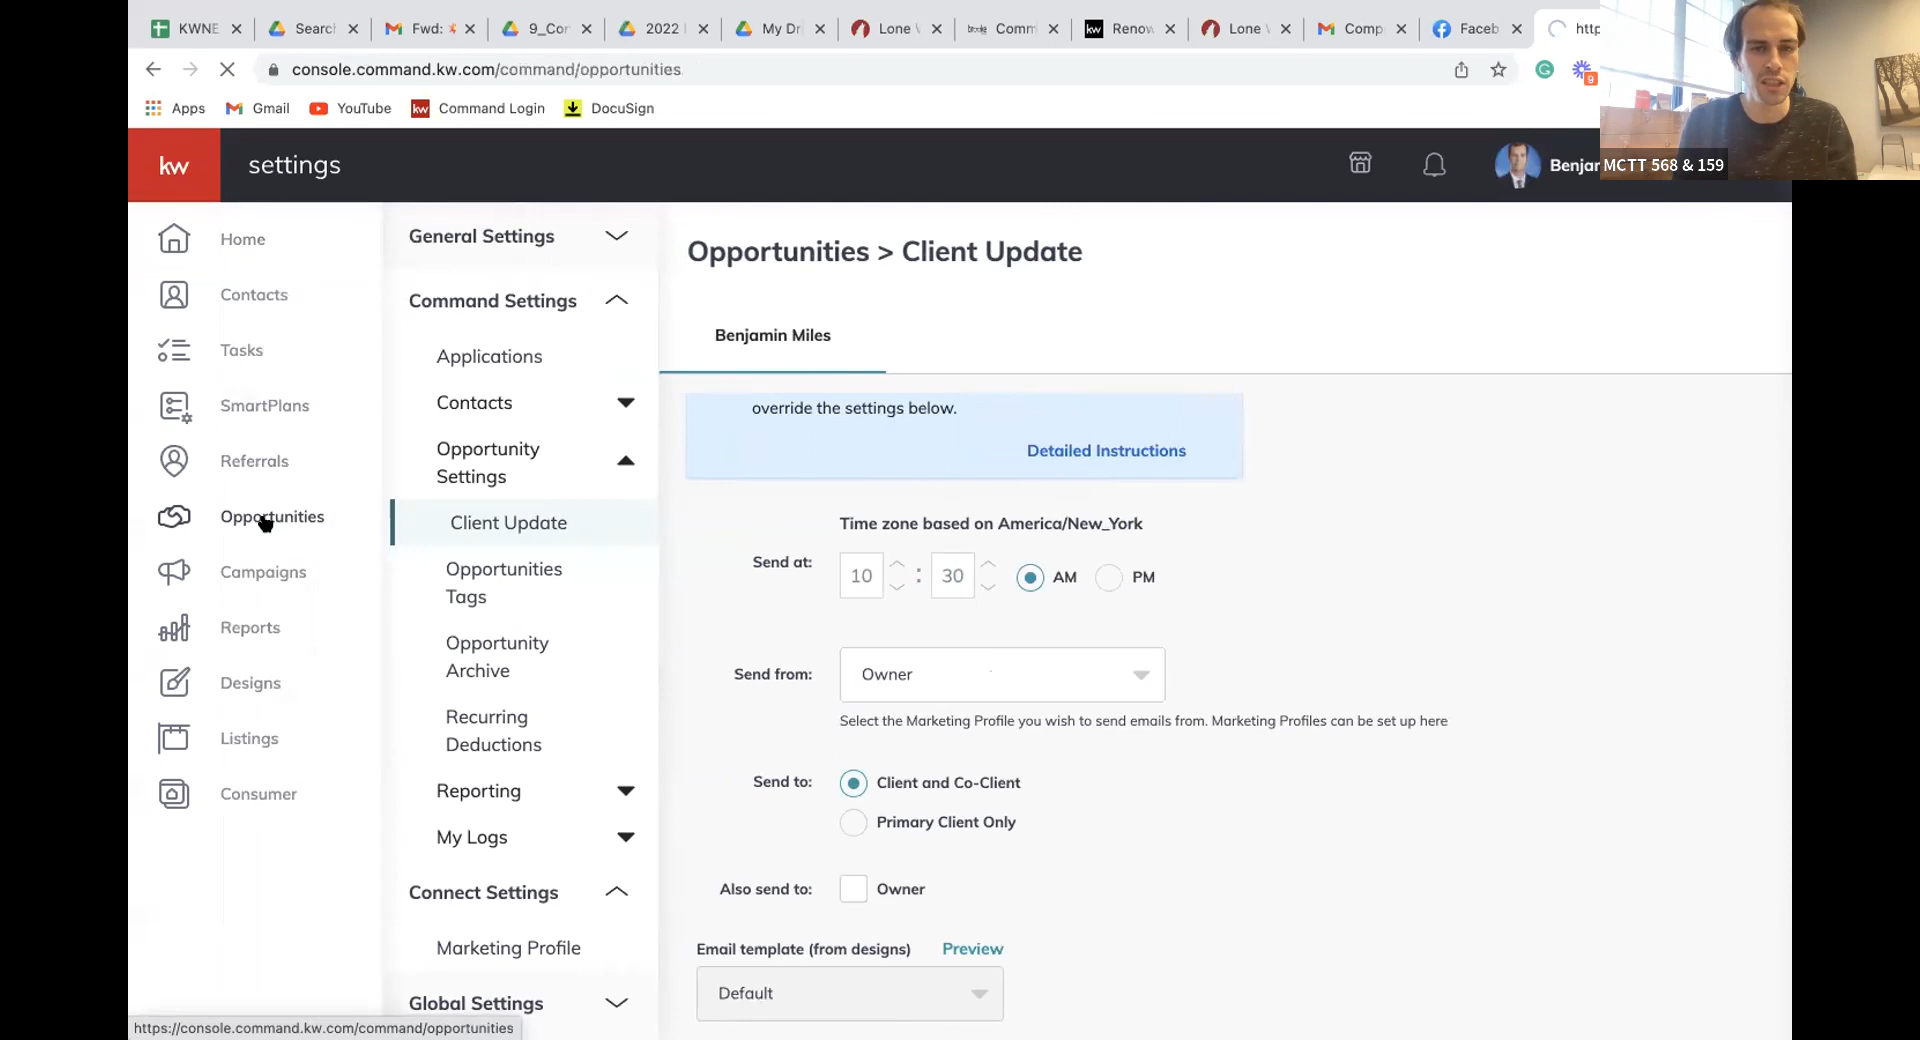 KWNE
Search
Fwd:
9_Cor
2022
My Dri
Lone
Comm
Renov
Lone
Comp
Faceb
http
console.command.kw.com/command/opportunities
9
Apps
Gmail
YouTube
kw
Command Login
DocuSign
kw
settings
Benja
MCTT 568 & 159
Home
Contacts
Tasks
SmartPlans
Referrals
Opportunities
Campaigns
Reports
Designs
Listings
Consumer
General Settings
Command Settings
Applications
Contacts
Opportunity
Settings
Client Update
Opportunities
Tags
Opportunity
Archive
Recurring
Deductions
Reporting
My Logs
Connect Settings
Marketing Profile
Global Settings
Opportunities > Client Update
Benjamin Miles
override the settings below.
Detailed Instructions
Time zone based on America/New_York
Send at:
10 : 30 AM PM
Send from:
Owner
Select the Marketing Profile you wish to send emails from. Marketing Profiles can be set up here
Send to:
Client and Co-Client
Primary Client Only
Also send to:
Owner
Email template (from designs)
Preview
Default
https://console.command.kw.com/command/opportunities